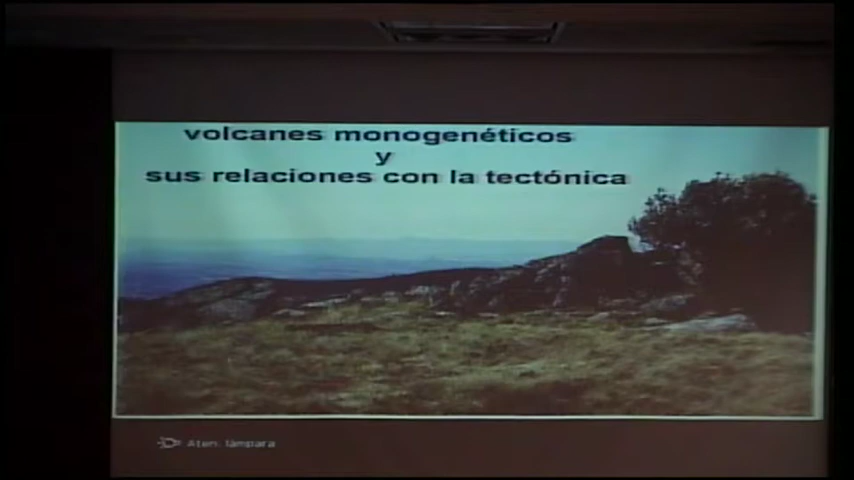 volcanes monogenéticos
y
sus relaciones con la tectónica
Aten. lámpara